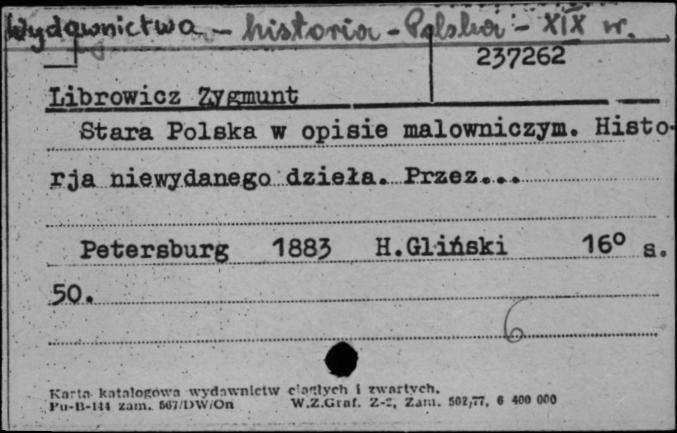 Wydawnictwa - historia - Polska - XIX w.
237262
Librowicz Zygmunt
Stara Polska w opisie malowniczym. Histo-
rja niewydanego dzieła. Przez...
Petersburg 1883 H.Gliński 16° s.
50.
Karta katalogowa wydawnictw ciągłych i zwartych.
Pu-B-144 zam. 567/DW/On W.Z.Graf. Z-2, Zam. 502/77, 6 400 000